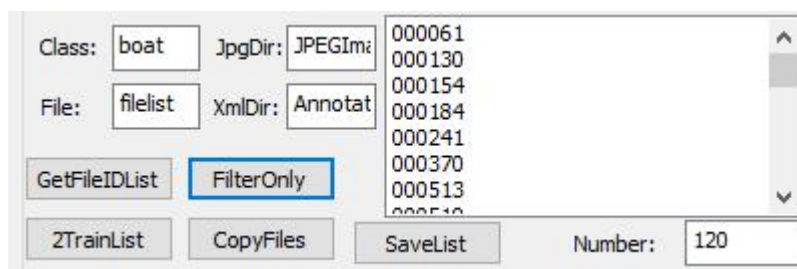 Class: boat JpgDir: JPEGIma
File: filelist XmlDir: Annotat
000061
000130
000154
000184
000241
000370
000513
GetFileIDList FilterOnly
2TrainList CopyFiles SaveList Number: 120